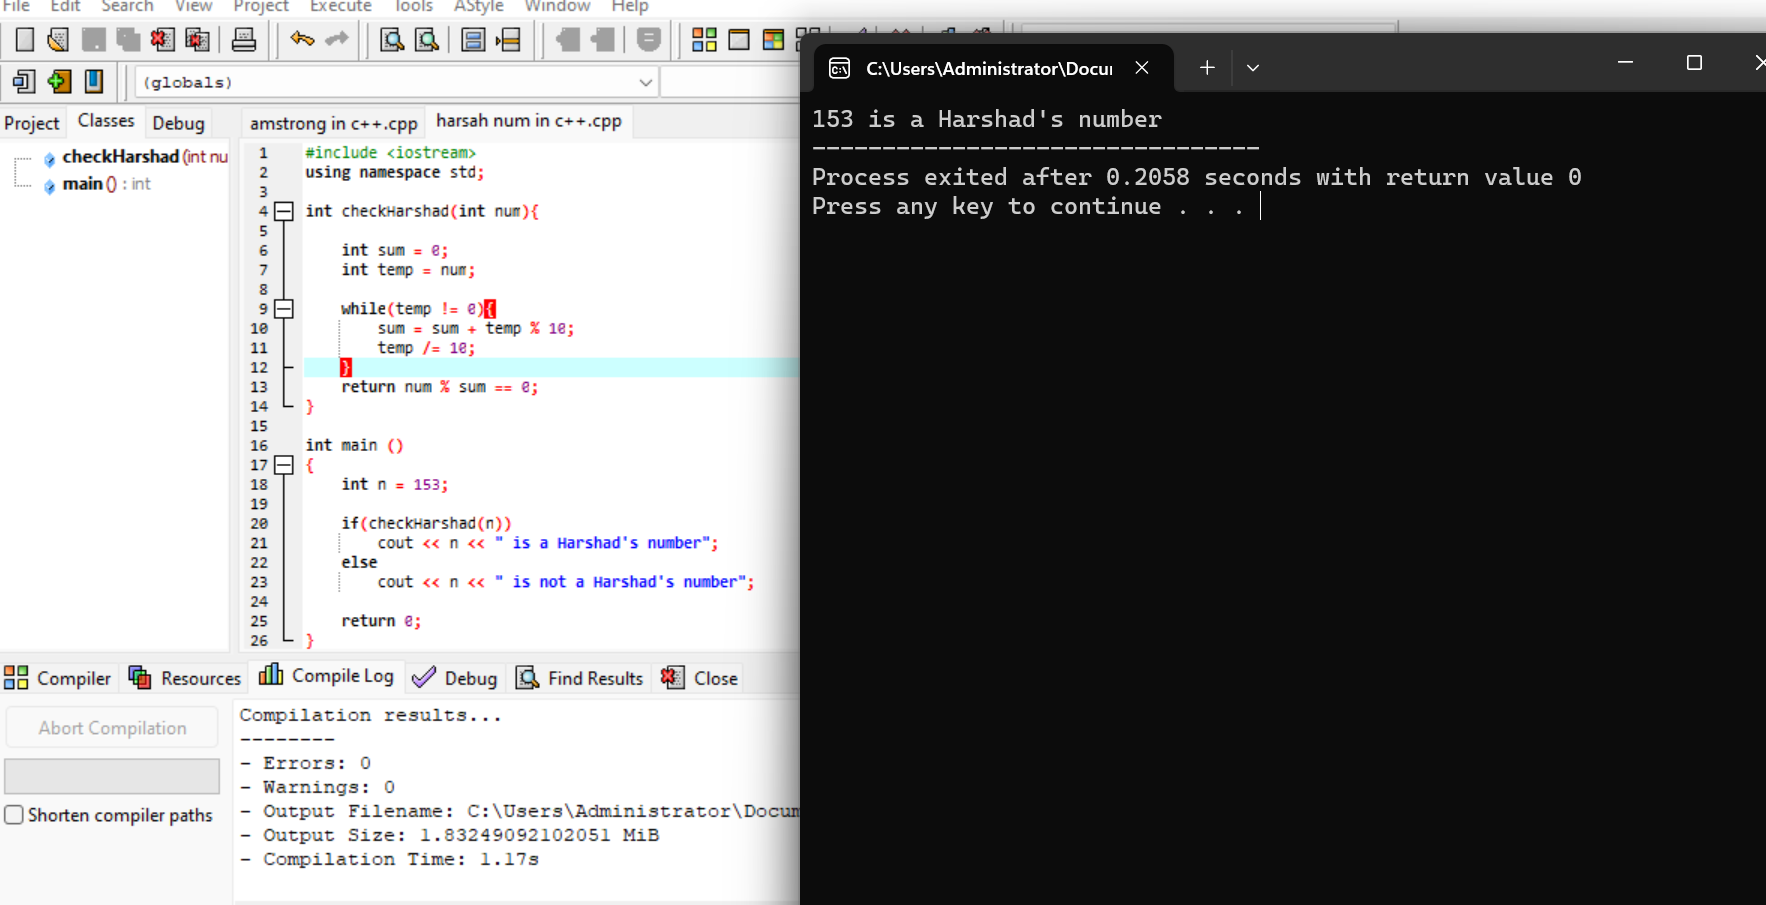 File Edit Search View Project Execute Tools AStyle Window Help
(globals)
Project Classes Debug
checkHarshad (int nu
main () : int
amstrong in c++.cpp harsah num in c++.cpp
1 #include <iostream>
2 using namespace std;
3
4 int checkHarshad(int num){
5
6 int sum = 0;
7 int temp = num;
8
9 while(temp != 0){
10 sum = sum + temp % 10;
11 temp /= 10;
12 }
13 return num % sum == 0;
14 }
15
16 int main ()
17 {
18 int n = 153;
19
20 if(checkHarshad(n))
21 cout << n << " is a Harshad's number";
22 else
23 cout << n << " is not a Harshad's number";
24
25 return 0;
26 }
Compiler Resources Compile Log Debug Find Results Close
Abort Compilation
Shorten compiler paths
Compilation results...
--------
- Errors: 0
- Warnings: 0
- Output Filename: C:\Users\Administrator\Docum
- Output Size: 1.83249092102051 MiB
- Compilation Time: 1.17s
C:\Users\Administrator\Docu
153 is a Harshad's number
--------------------------------
Process exited after 0.2058 seconds with return value 0
Press any key to continue . . .